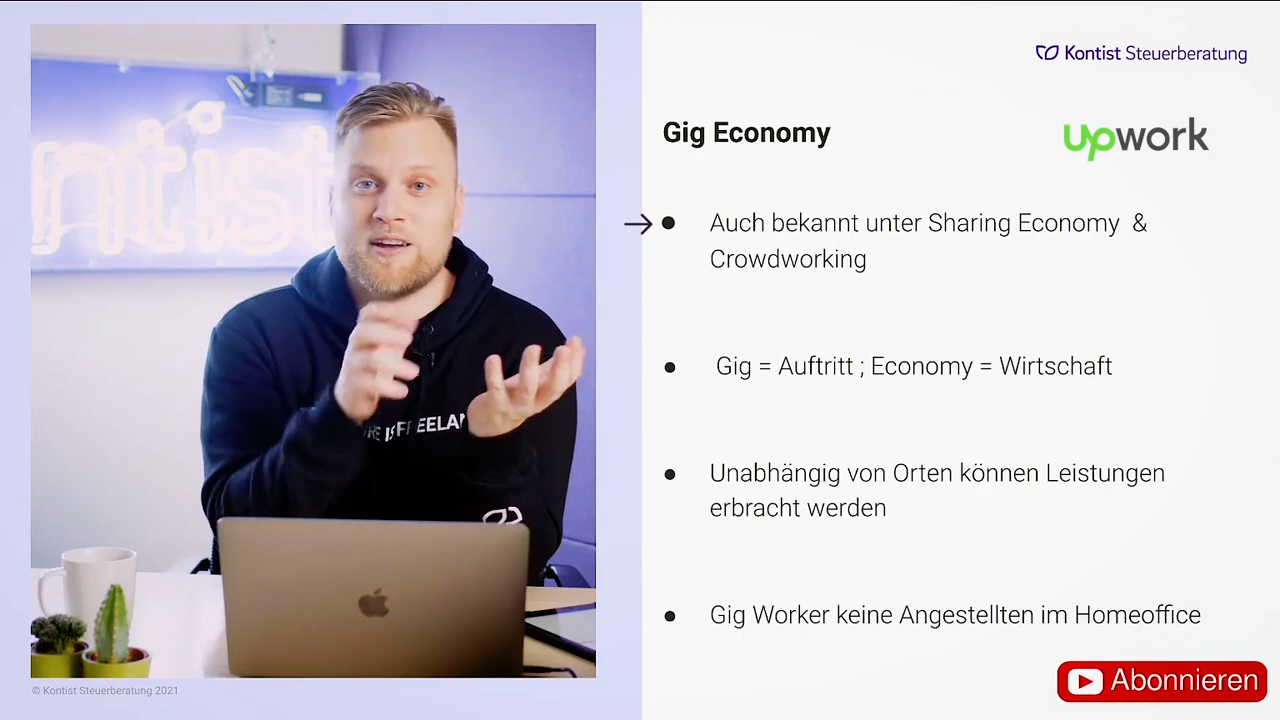 Kontist Steuerberatung
Gig Economy
upwork
Auch bekannt unter Sharing Economy &
Crowdworking
Gig = Auftritt ; Economy = Wirtschaft
Unabhängig von Orten können Leistungen
erbracht werden
Gig Worker keine Angestellten im Homeoffice
Abonnieren
© Kontist Steuerberatung 2021